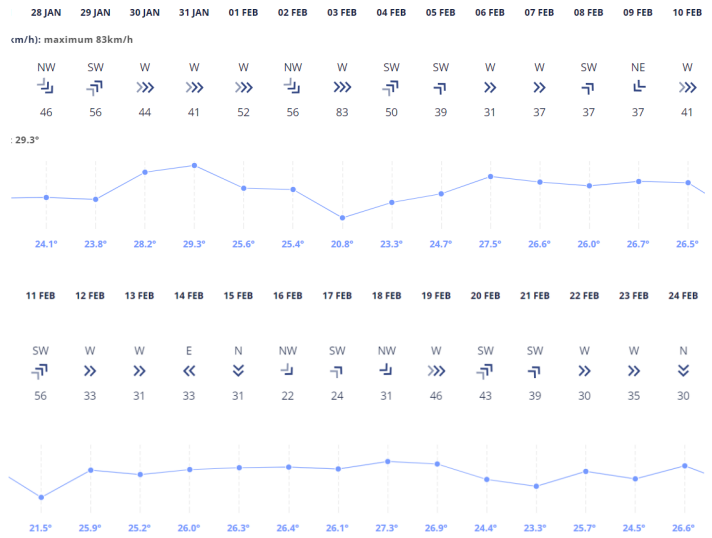 28 JAN 29 JAN 30 JAN 31 JAN 01 FEB 02 FEB 03 FEB 04 FEB 05 FEB 06 FEB 07 FEB 08 FEB 09 FEB 10 FEB
km/h): maximum 83km/h
NW SW W W W NW W SW SW W W SW NE W
46 56 44 41 52 56 83 50 39 31 37 37 37 41
: 29.3°
24.1° 23.8° 28.2° 29.3° 25.6° 25.4° 20.8° 23.3° 24.7° 27.5° 26.6° 26.0° 26.7° 26.5°
11 FEB 12 FEB 13 FEB 14 FEB 15 FEB 16 FEB 17 FEB 18 FEB 19 FEB 20 FEB 21 FEB 22 FEB 23 FEB 24 FEB
SW W W E N NW SW NW W SW SW W W N
56 33 31 33 31 22 24 31 46 43 39 30 35 30
21.5° 25.9° 25.2° 26.0° 26.3° 26.4° 26.1° 27.3° 26.9° 24.4° 23.3° 25.7° 24.5° 26.6°